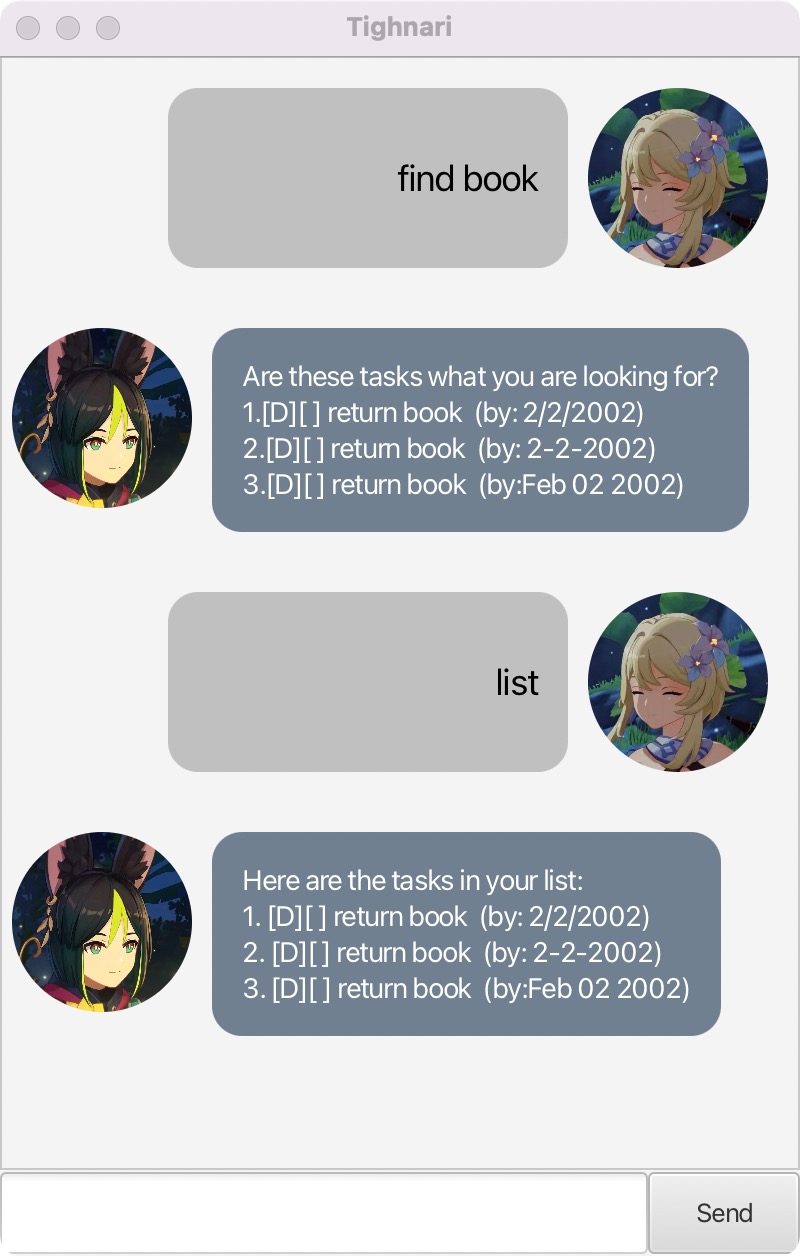 Tighnari
find book
Are these tasks what you are looking for?
1.[D][ ] return book  (by: 2/2/2002)
2.[D][ ] return book  (by: 2-2-2002)
3.[D][ ] return book  (by:Feb 02 2002)
list
Here are the tasks in your list:
1. [D][ ] return book  (by: 2/2/2002)
2. [D][ ] return book  (by: 2-2-2002)
3. [D][ ] return book  (by:Feb 02 2002)
Send